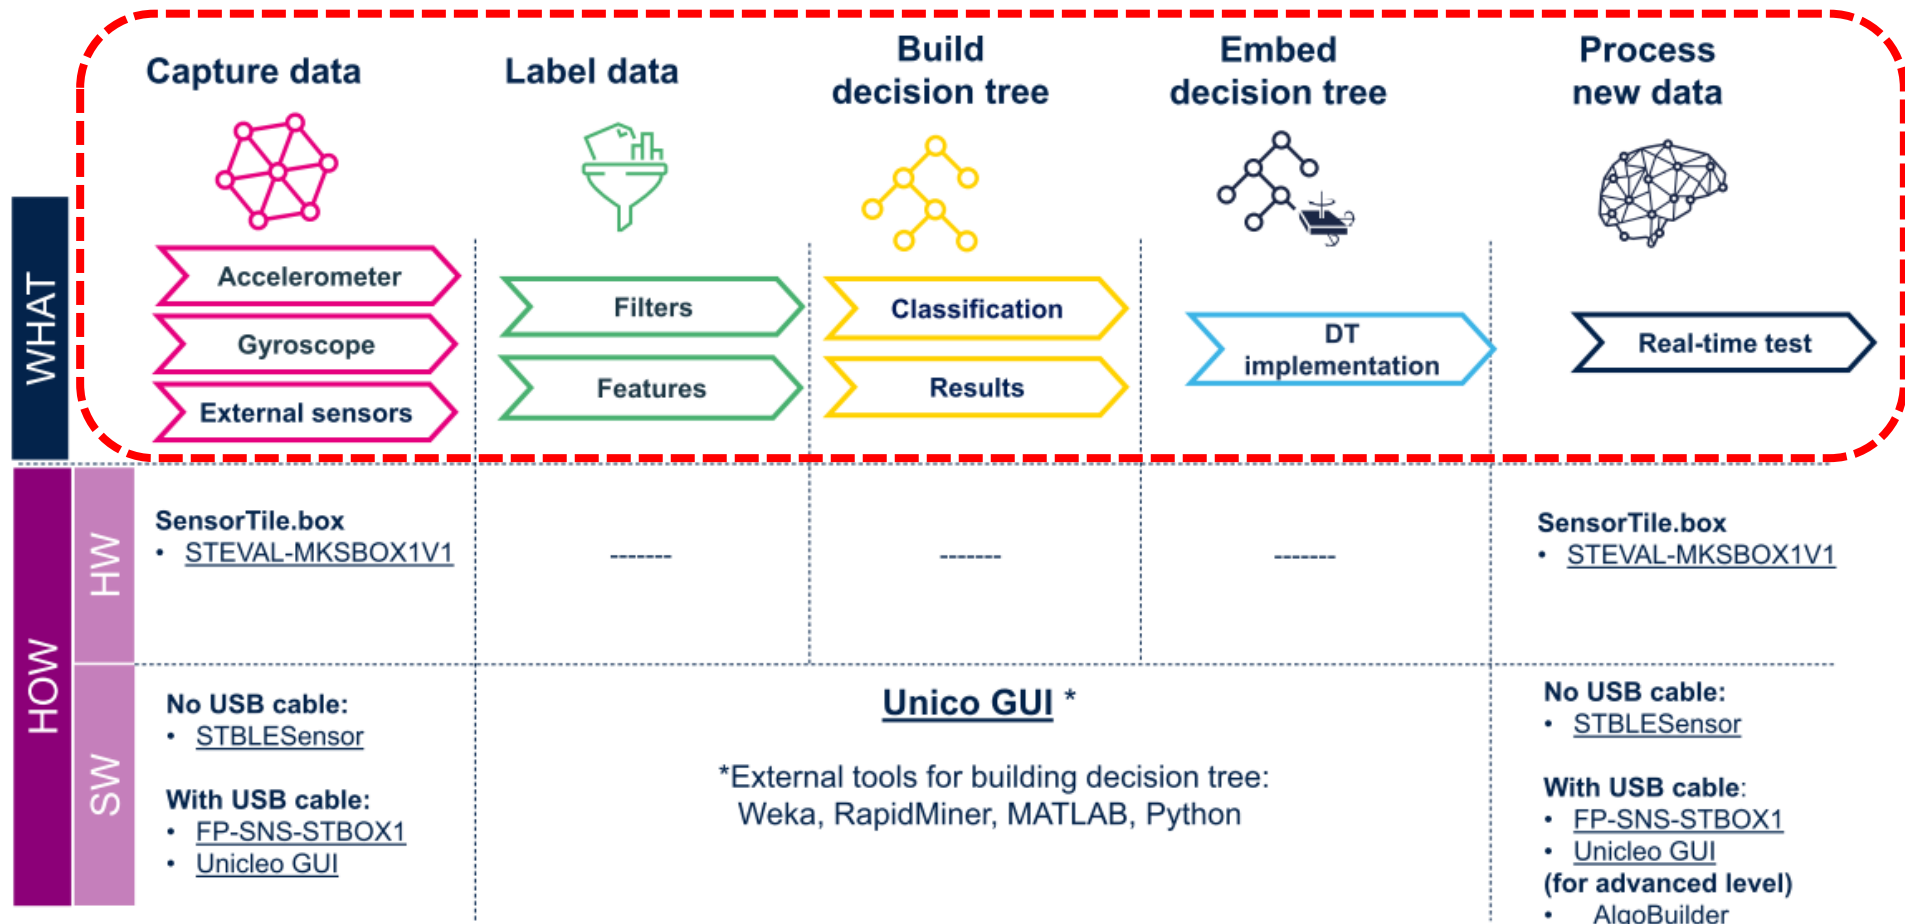 Capture data
Label data
Build
decision tree
Embed
decision tree
Process
new data
WHAT
Accelerometer
Gyroscope
External sensors
Filters
Features
Classification
Results
DT
implementation
Real-time test
HOW
HW
SensorTile.box
• STEVAL-MKSBOX1V1
-------
-------
-------
SensorTile.box
• STEVAL-MKSBOX1V1
SW
No USB cable:
• STBLESensor
With USB cable:
• FP-SNS-STBOX1
• Unicleo GUI
Unico GUI *
*External tools for building decision tree:
Weka, RapidMiner, MATLAB, Python
No USB cable:
• STBLESensor
With USB cable:
• FP-SNS-STBOX1
• Unicleo GUI
(for advanced level)
• AlgoBuilder